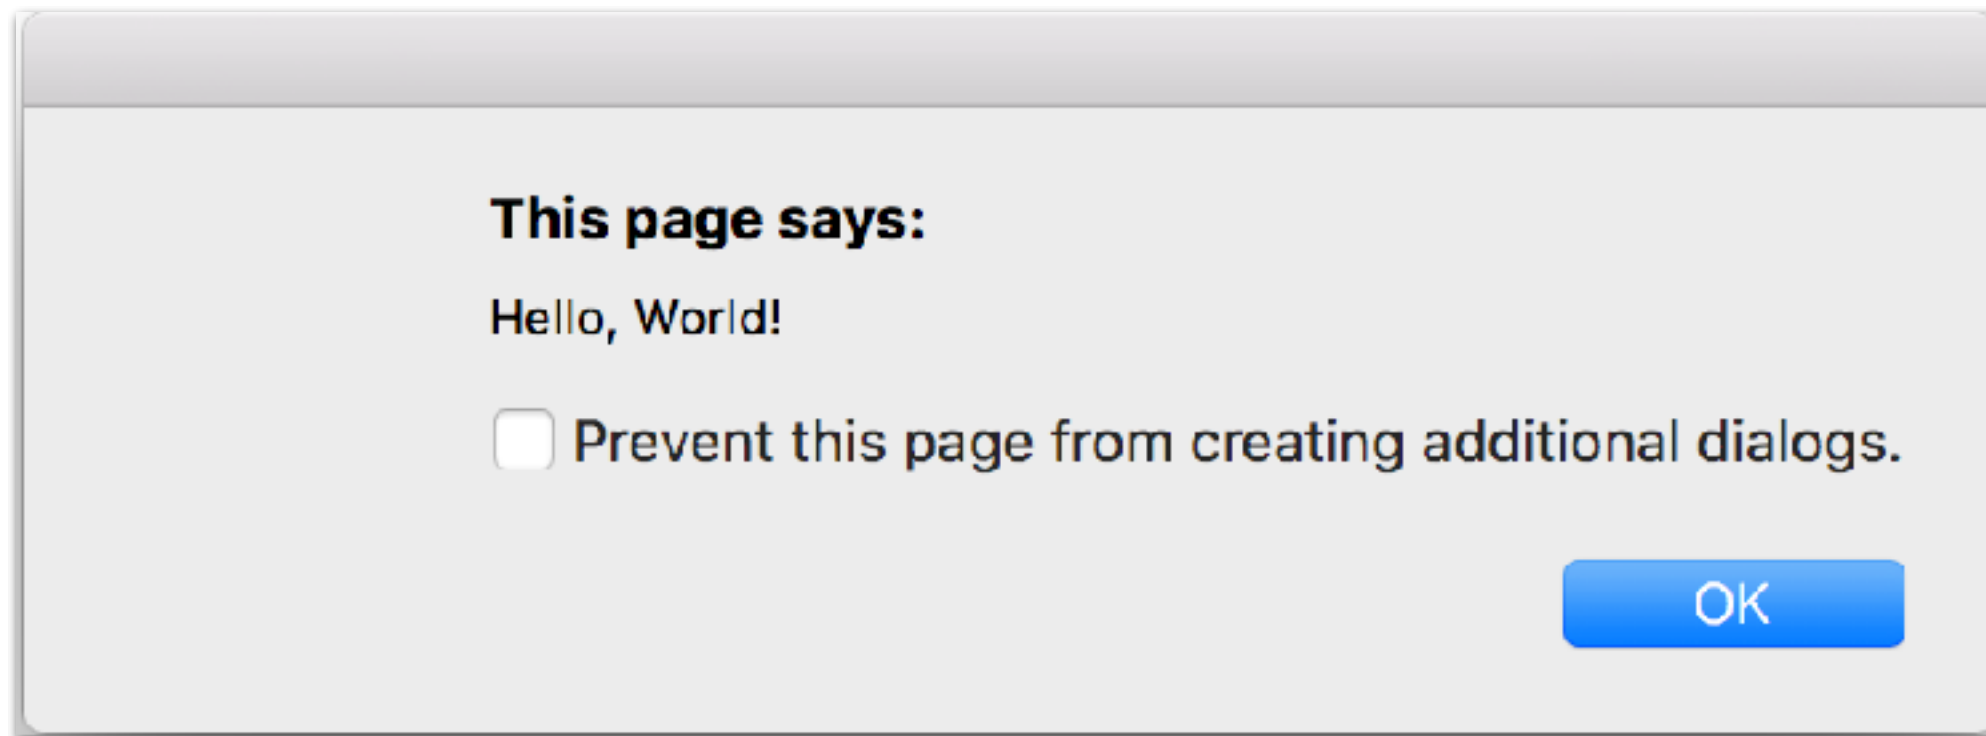 This page says:
Hello, World!
Prevent this page from creating additional dialogs.
OK